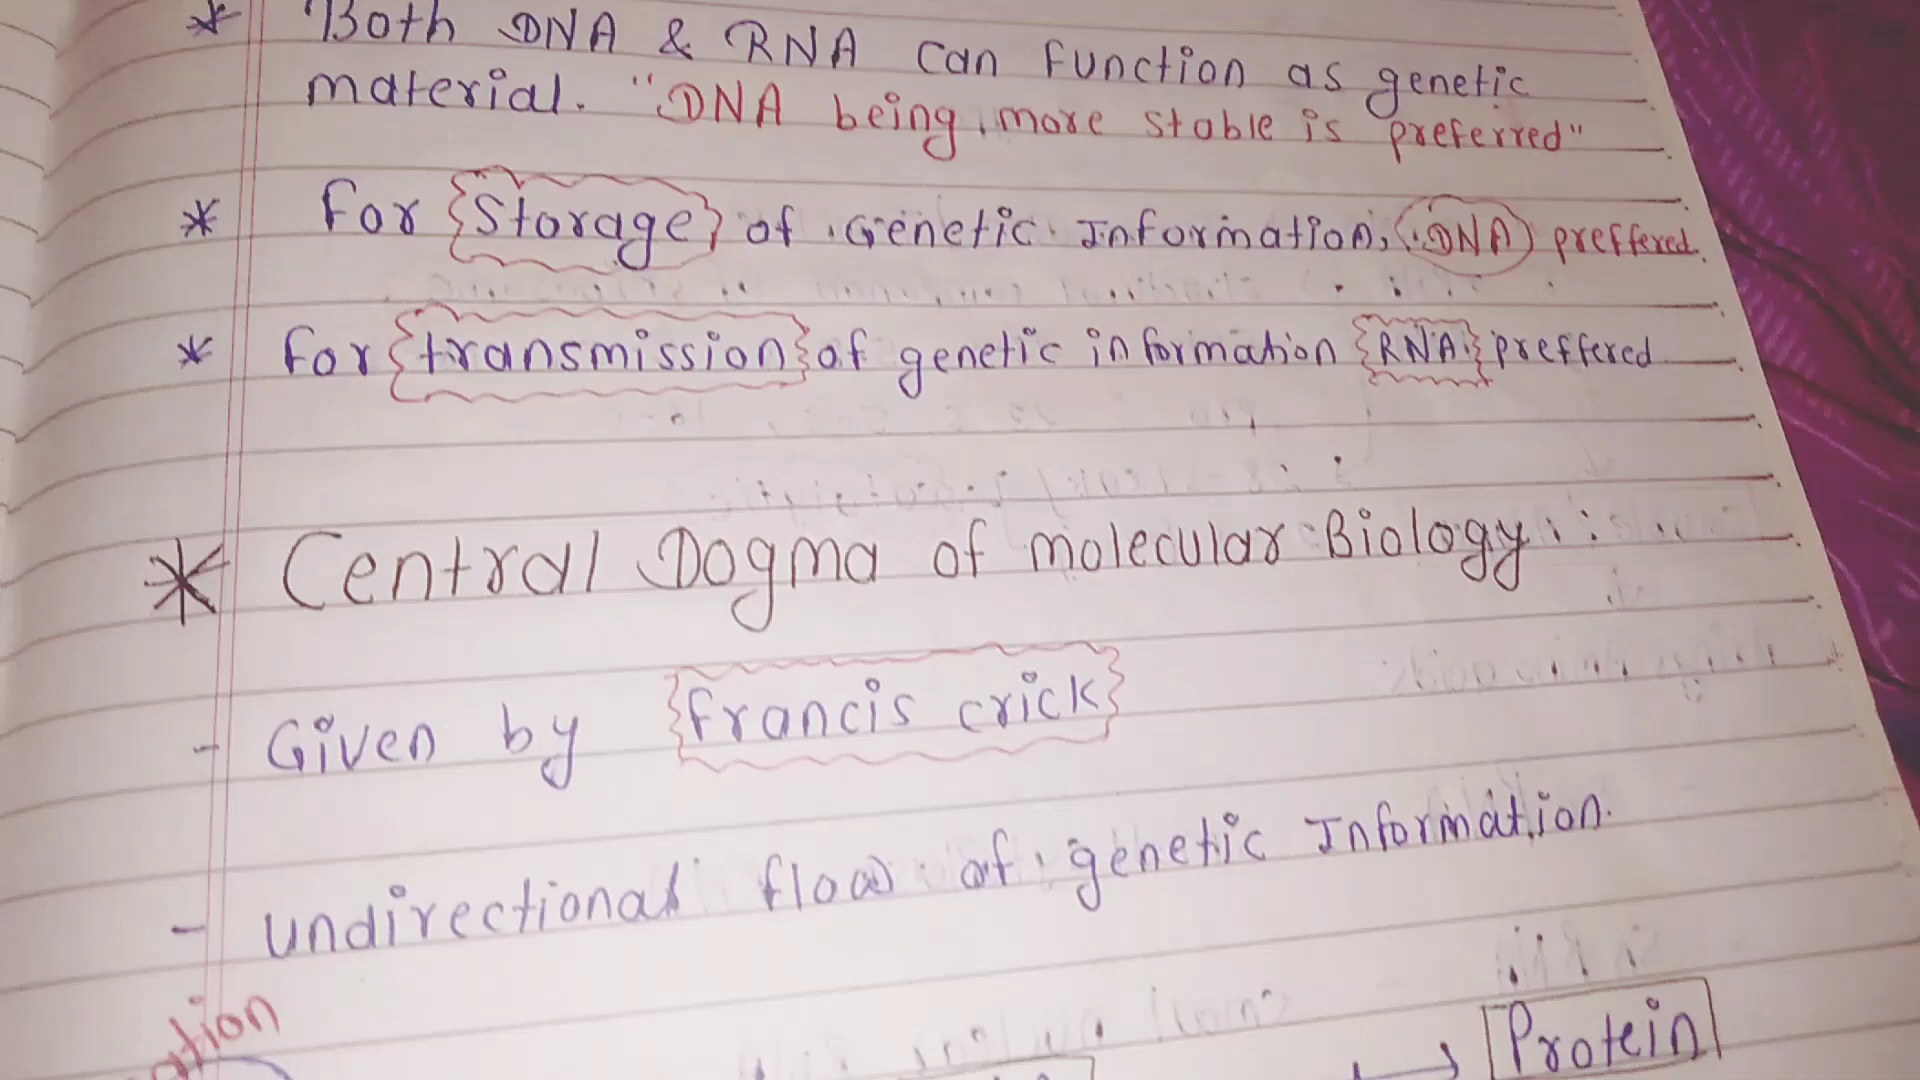 * Both DNA & RNA can function as genetic
material. "DNA being more stable is preferred"
* For {Storage} of Genetic Information, DNA preffered.
* For {transmission} of genetic information {RNA} preffered
* Central Dogma of molecular Biology :
- Given by {Francis crick}
- undirectional flow of genetic Information.
Protein